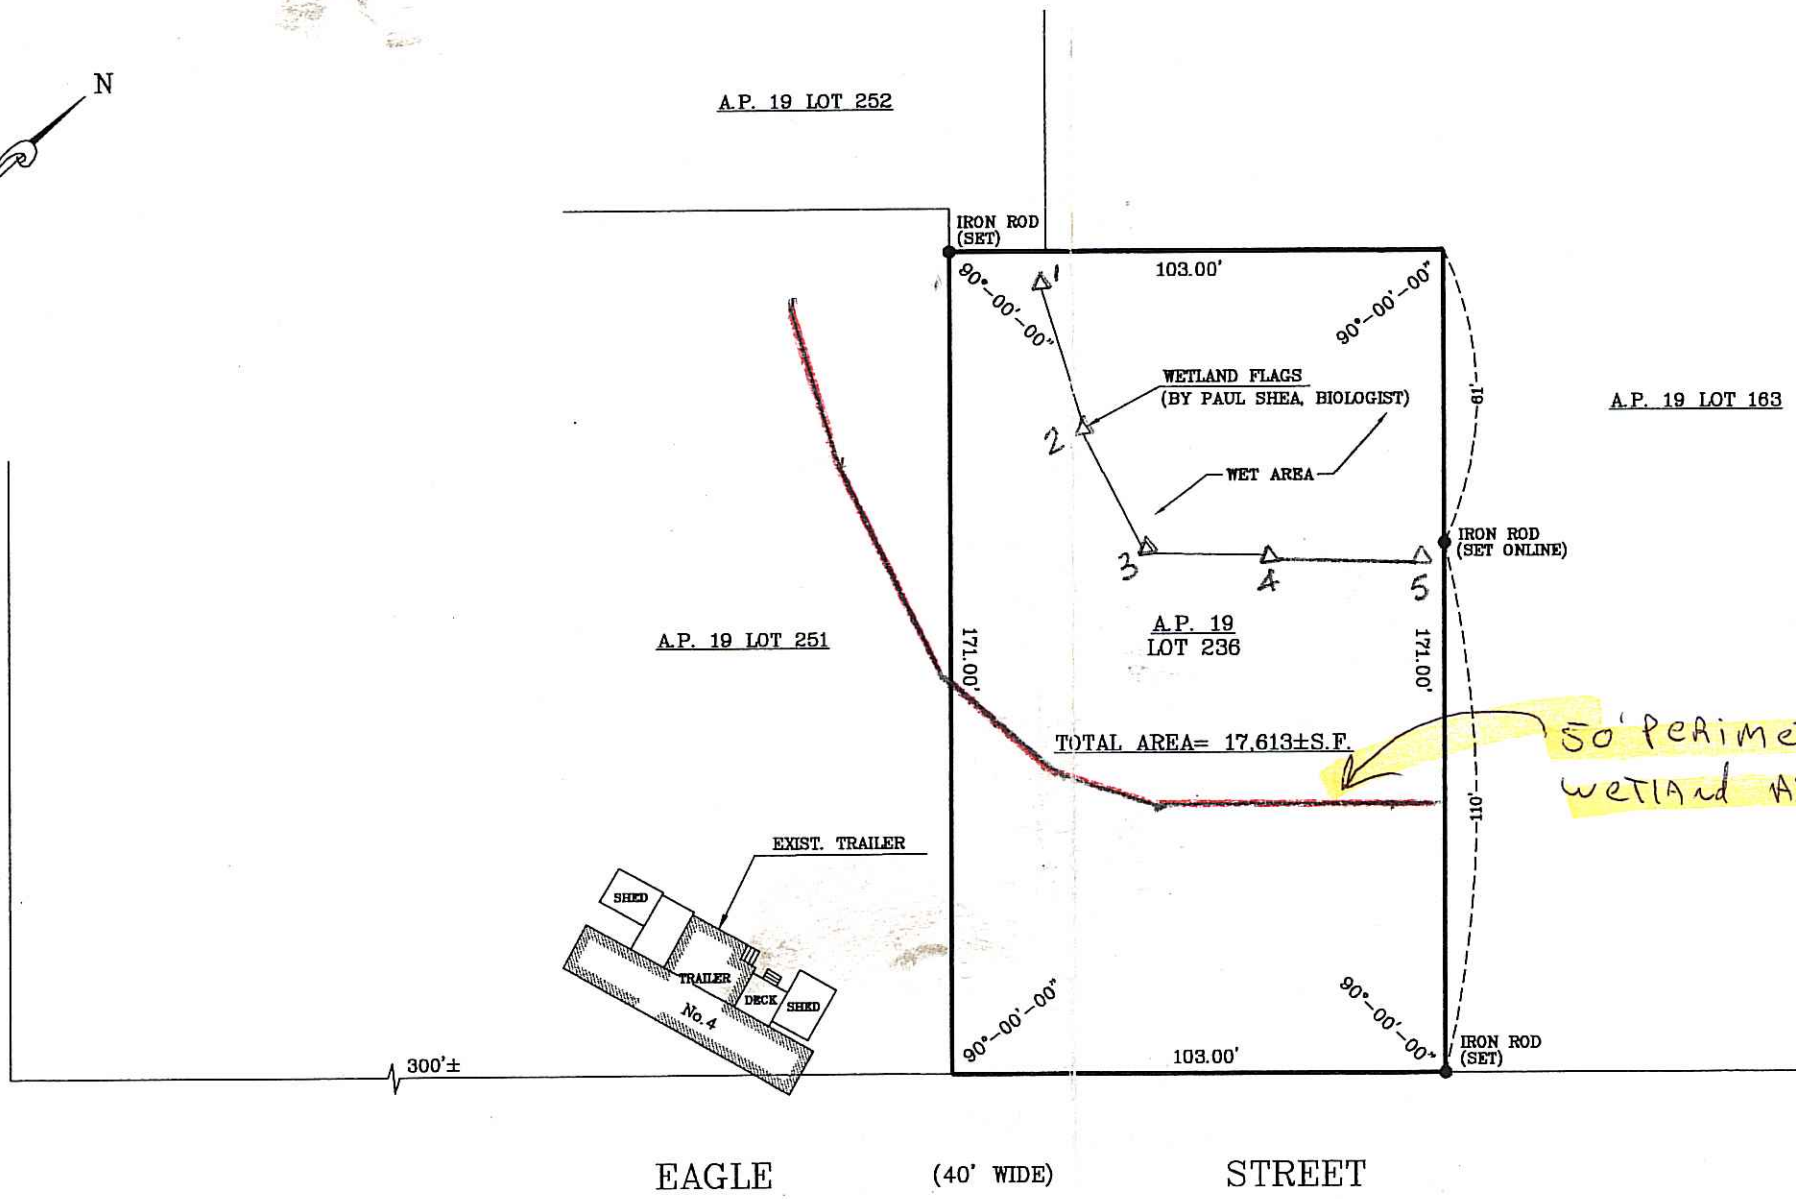 N
A.P. 19 LOT 252
IRON ROD
(SET)
103.00'
90°-00'-00"
90°-00'-00"
1
WETLAND FLAGS
(BY PAUL SHEA, BIOLOGIST)
61'
A.P. 19 LOT 163
2
WET AREA
IRON ROD
(SET ONLINE)
3
4
5
A.P. 19
LOT 236
A.P. 19 LOT 251
171.00'
171.00'
TOTAL AREA= 17,613±S.F.
50' PERIME
WETLAnd
110'
EXIST. TRAILER
SHED
TRAILER
DECK
SHED
No.4
90°-00'-00"
90°-00'-00"
103.00'
IRON ROD
(SET)
300'±
EAGLE (40' WIDE) STREET